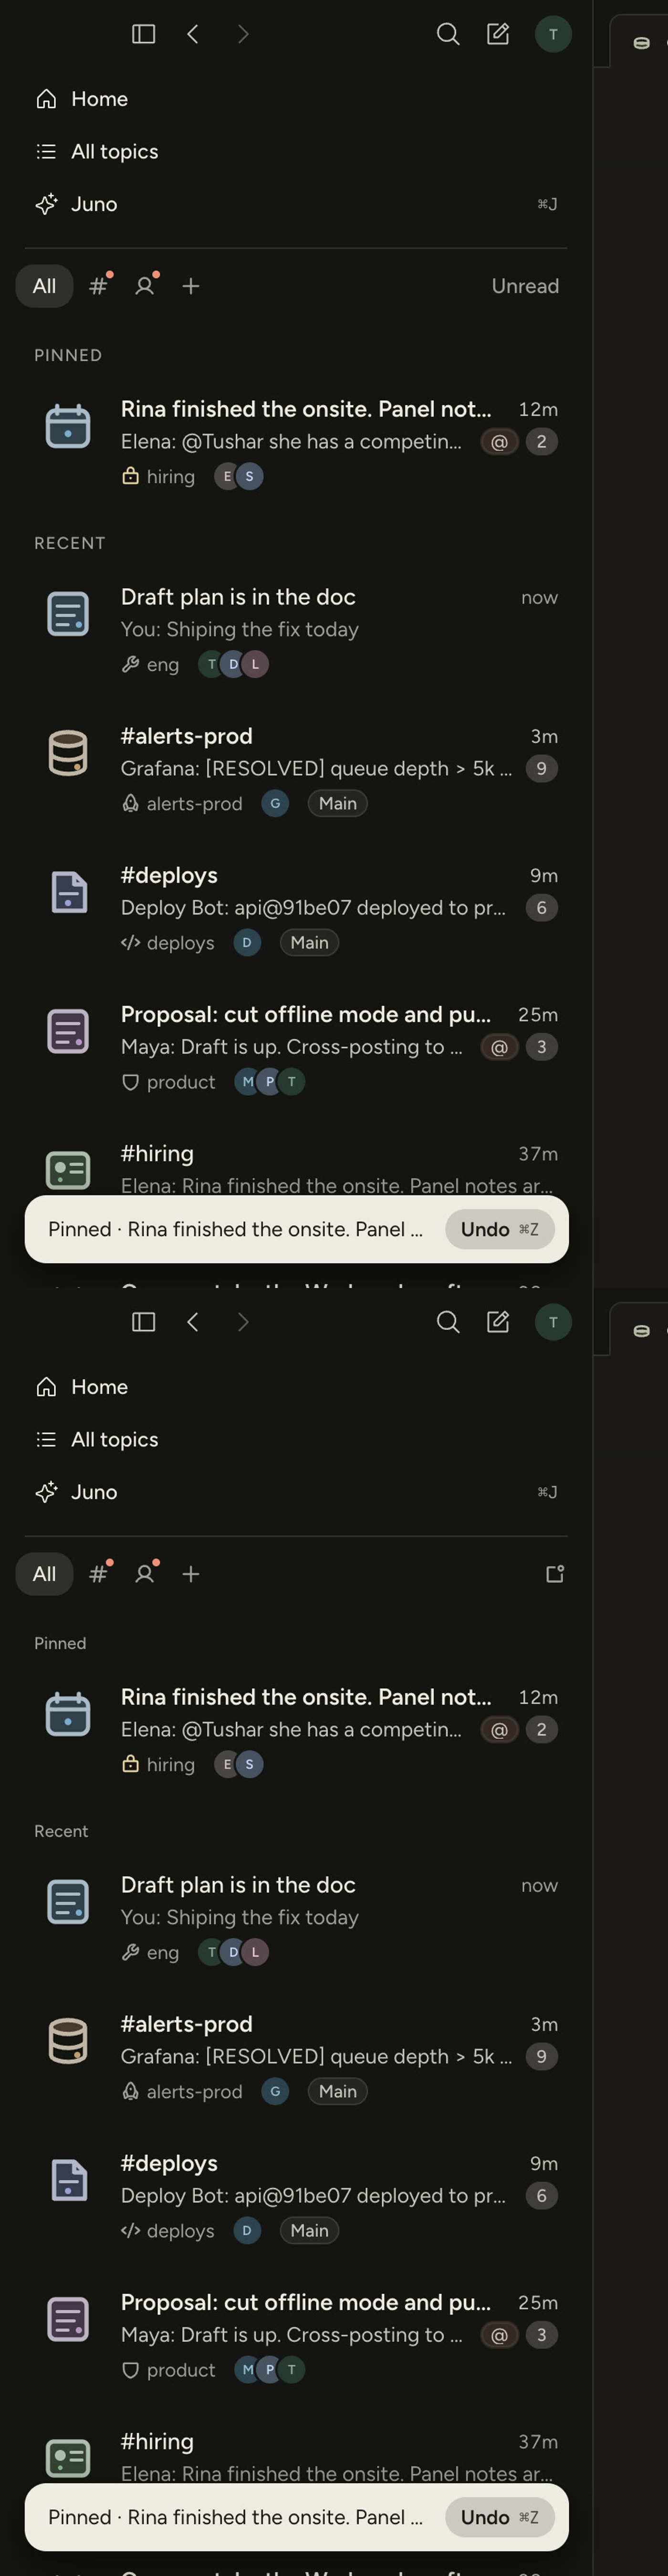 T
Home
All topics
Juno ⌘J
All # + Unread
PINNED
Rina finished the onsite. Panel not... 12m
Elena: @Tushar she has a competin... @ 2
hiring E S
RECENT
Draft plan is in the doc now
You: Shiping the fix today
eng T D L
#alerts-prod 3m
Grafana: [RESOLVED] queue depth > 5k ... 9
alerts-prod G Main
#deploys 9m
Deploy Bot: api@91be07 deployed to pr... 6
</> deploys D Main
Proposal: cut offline mode and pu... 25m
Maya: Draft is up. Cross-posting to ... @ 3
product M P T
#hiring 37m
Elena: Rina finished the onsite. Panel notes ar...
Pinned · Rina finished the onsite. Panel ... Undo ⌘Z
T
Home
All topics
Juno ⌘J
All # +
Pinned
Rina finished the onsite. Panel not... 12m
Elena: @Tushar she has a competin... @ 2
hiring E S
Recent
Draft plan is in the doc now
You: Shiping the fix today
eng T D L
#alerts-prod 3m
Grafana: [RESOLVED] queue depth > 5k ... 9
alerts-prod G Main
#deploys 9m
Deploy Bot: api@91be07 deployed to pr... 6
</> deploys D Main
Proposal: cut offline mode and pu... 25m
Maya: Draft is up. Cross-posting to ... @ 3
product M P T
#hiring 37m
Elena: Rina finished the onsite. Panel notes ar...
Pinned · Rina finished the onsite. Panel ... Undo ⌘Z